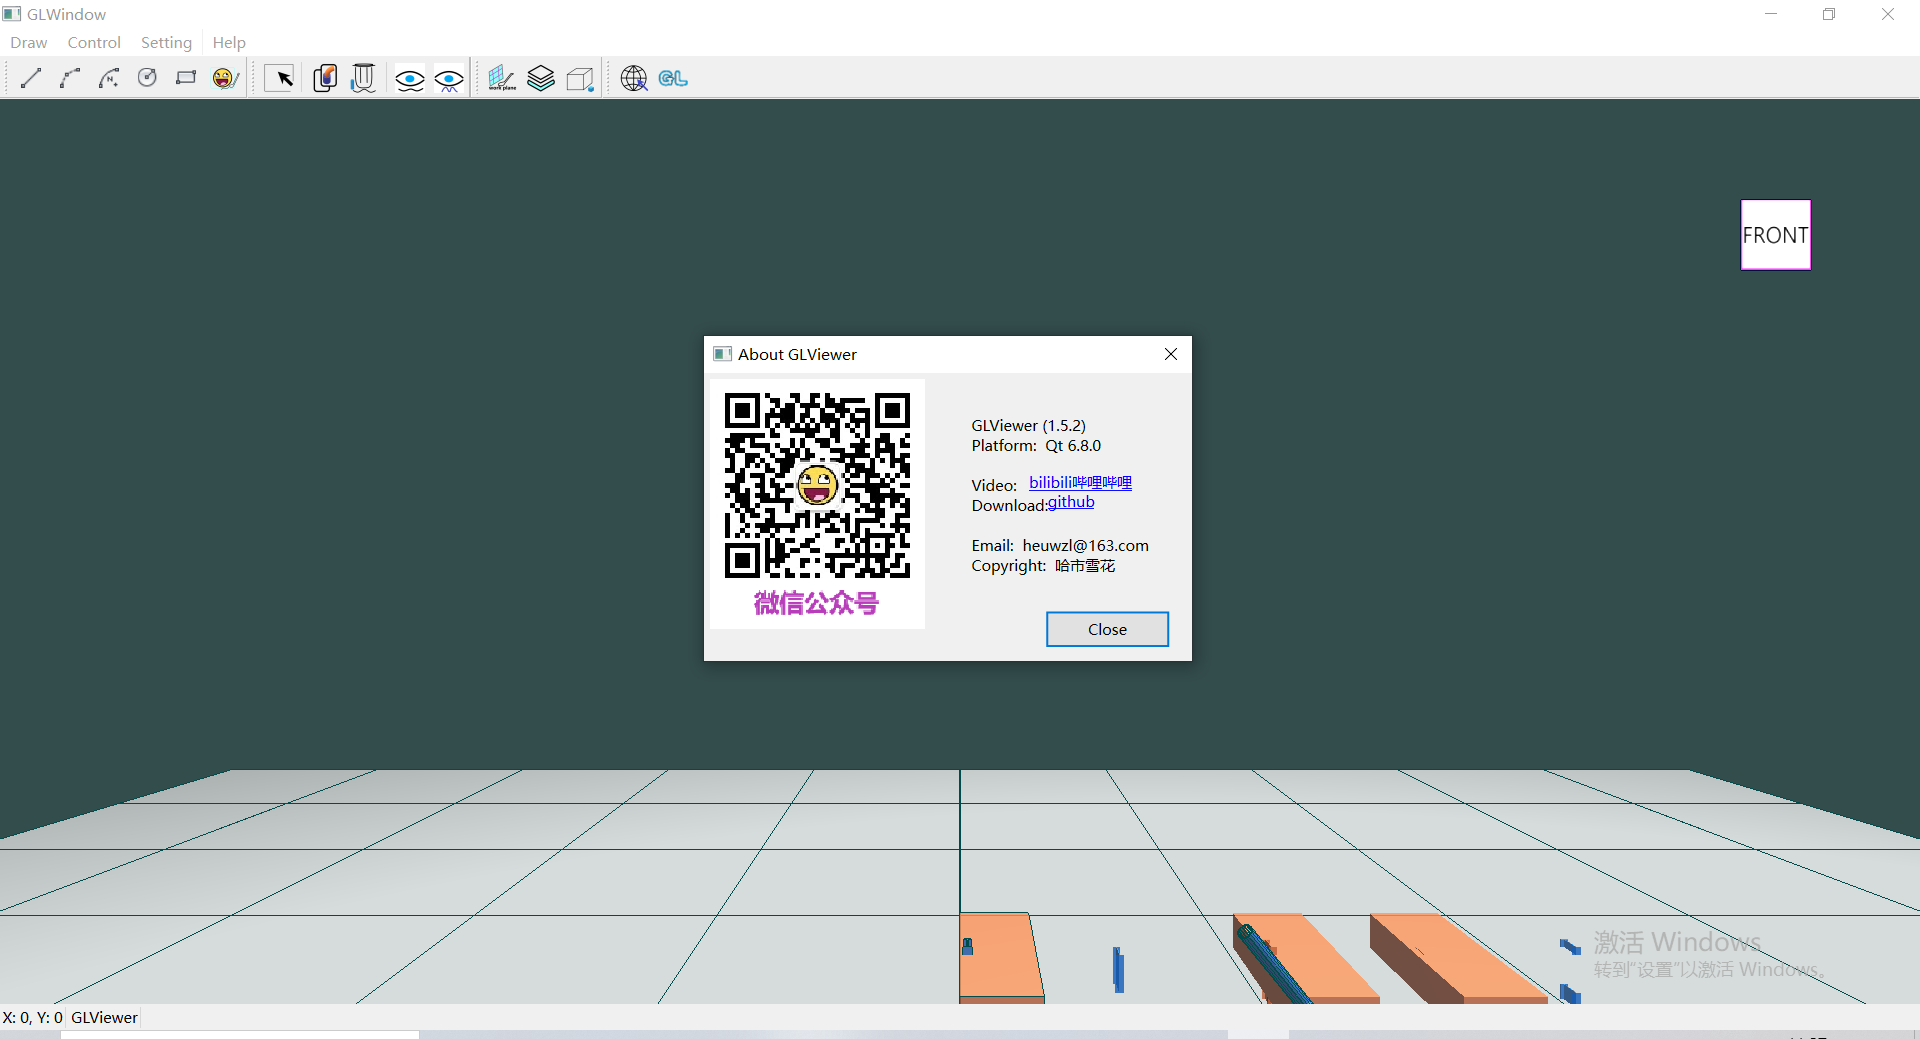 GLWindow
Draw Control Setting Help
work plane GL
FRONT
About GLViewer
GLViewer (1.5.2)
Platform: Qt 6.8.0
Video: bilibili哔哩哔哩
Download:github
Email: heuwzl@163.com
Copyright: 哈市雪花
微信公众号
Close
激活 Windows
转到"设置"以激活 Windows。
X: 0, Y: 0 GLViewer